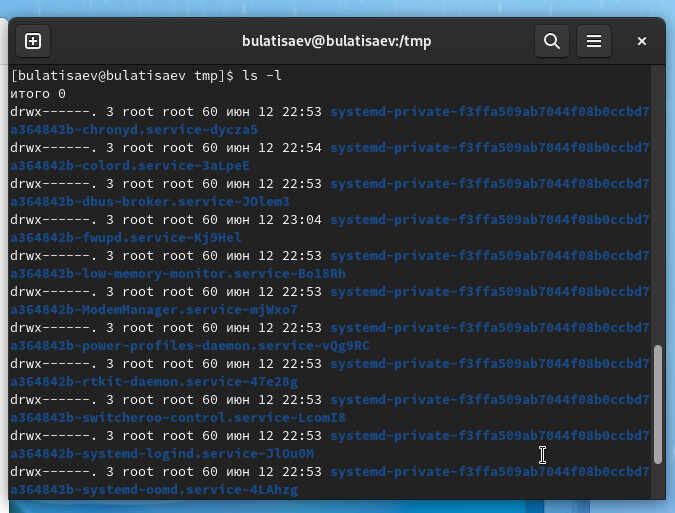 bulatisaev@bulatisaev:/tmp
[bulatisaev@bulatisaev tmp]$ ls -l
итого 0
drwx------. 3 root root 60 июн 12 22:53 systemd-private-f3ffa509ab7044f08b0ccbd7
a364842b-chronyd.service-dycza5
drwx------. 3 root root 60 июн 12 22:54 systemd-private-f3ffa509ab7044f08b0ccbd7
a364842b-colord.service-3aLpeE
drwx------. 3 root root 60 июн 12 22:53 systemd-private-f3ffa509ab7044f08b0ccbd7
a364842b-dbus-broker.service-JOlem3
drwx------. 3 root root 60 июн 12 23:04 systemd-private-f3ffa509ab7044f08b0ccbd7
a364842b-fwupd.service-Kj9Hel
drwx------. 3 root root 60 июн 12 22:53 systemd-private-f3ffa509ab7044f08b0ccbd7
a364842b-low-memory-monitor.service-Bo18Rh
drwx------. 3 root root 60 июн 12 22:53 systemd-private-f3ffa509ab7044f08b0ccbd7
a364842b-ModemManager.service-mjWxo7
drwx------. 3 root root 60 июн 12 22:53 systemd-private-f3ffa509ab7044f08b0ccbd7
a364842b-power-profiles-daemon.service-vQg9RC
drwx------. 3 root root 60 июн 12 22:53 systemd-private-f3ffa509ab7044f08b0ccbd7
a364842b-rtkit-daemon.service-47e28g
drwx------. 3 root root 60 июн 12 22:53 systemd-private-f3ffa509ab7044f08b0ccbd7
a364842b-switcheroo-control.service-LcomI8
drwx------. 3 root root 60 июн 12 22:53 systemd-private-f3ffa509ab7044f08b0ccbd7
a364842b-systemd-logind.service-JlOu0M
drwx------. 3 root root 60 июн 12 22:53 systemd-private-f3ffa509ab7044f08b0ccbd7
a364842b-systemd-oomd.service-4LAhzg